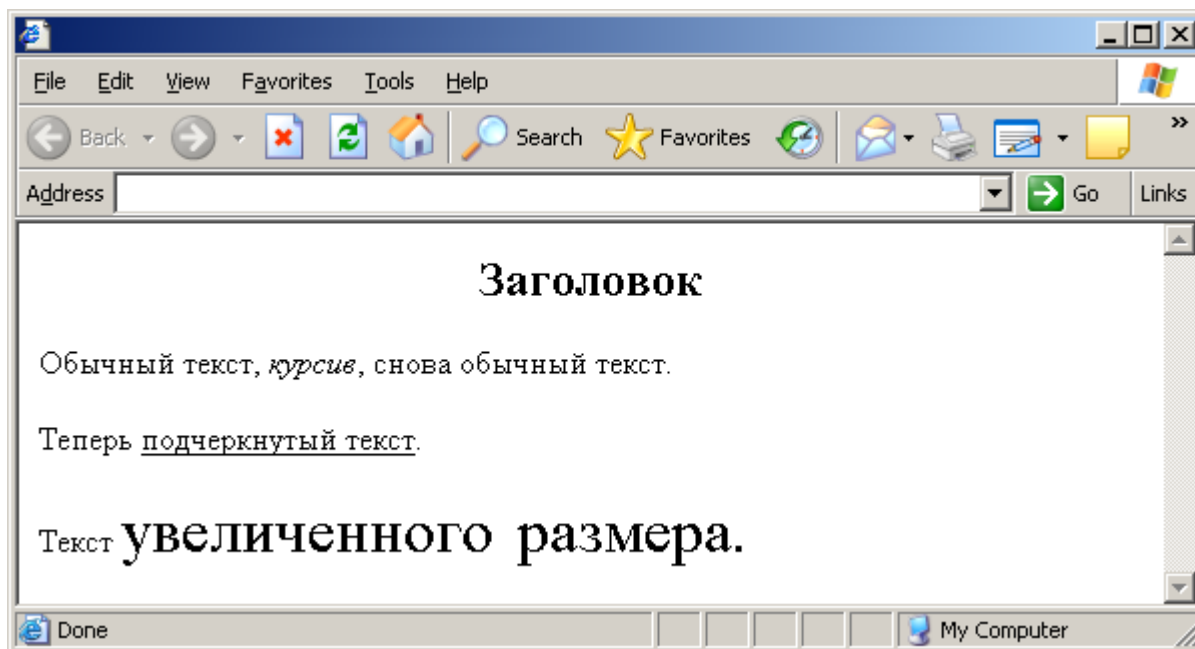 File Edit View Favorites Tools Help
Back Search Favorites »
Address Go Links
Заголовок
Обычный текст, курсив, снова обычный текст.
Теперь подчеркнутый текст.
Текст увеличенного размера.
Done My Computer